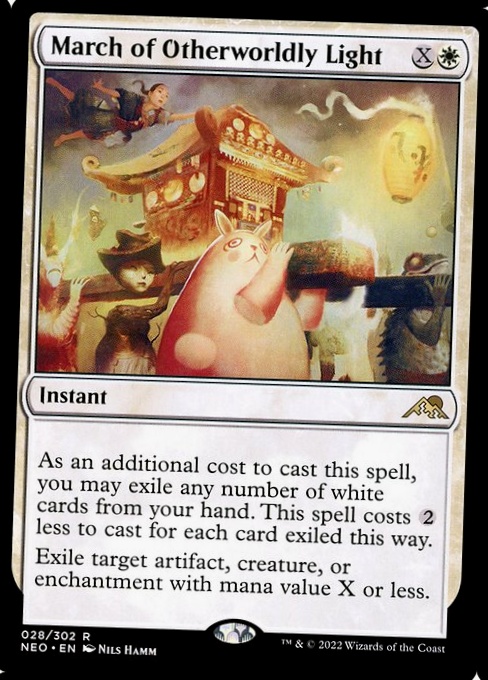 March of Otherworldly Light X
Instant
As an additional cost to cast this spell,
you may exile any number of white
cards from your hand. This spell costs 2
less to cast for each card exiled this way.
Exile target artifact, creature, or
enchantment with mana value X or less.
028/302 R
NEO • EN Nils Hamm
™ & © 2022 Wizards of the Coast